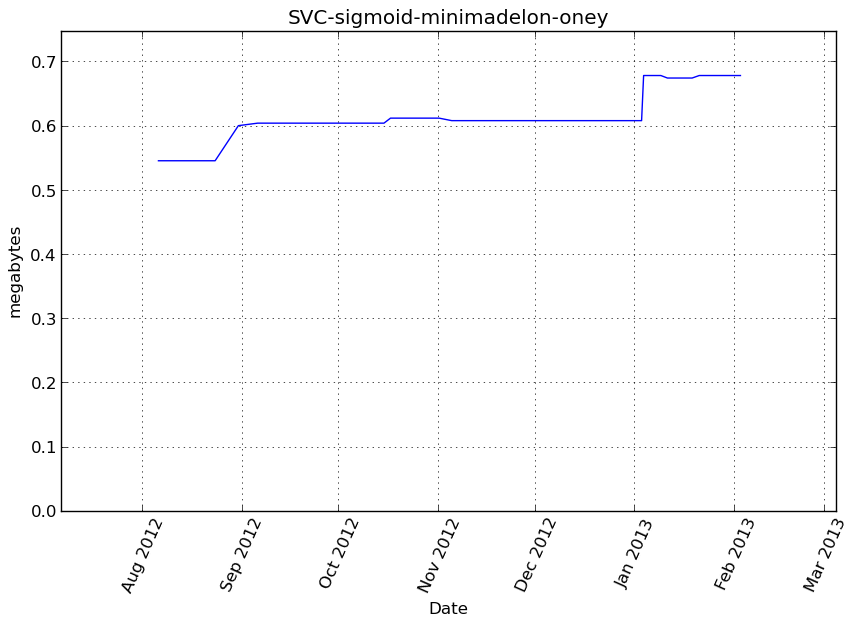 SVC-sigmoid-minimadelon-oney
0.7
0.6
0.5
0.4
0.3
0.2
0.1
0.0
megabytes
Aug 2012
Sep 2012
Oct 2012
Nov 2012
Dec 2012
Jan 2013
Feb 2013
Mar 2013
Date